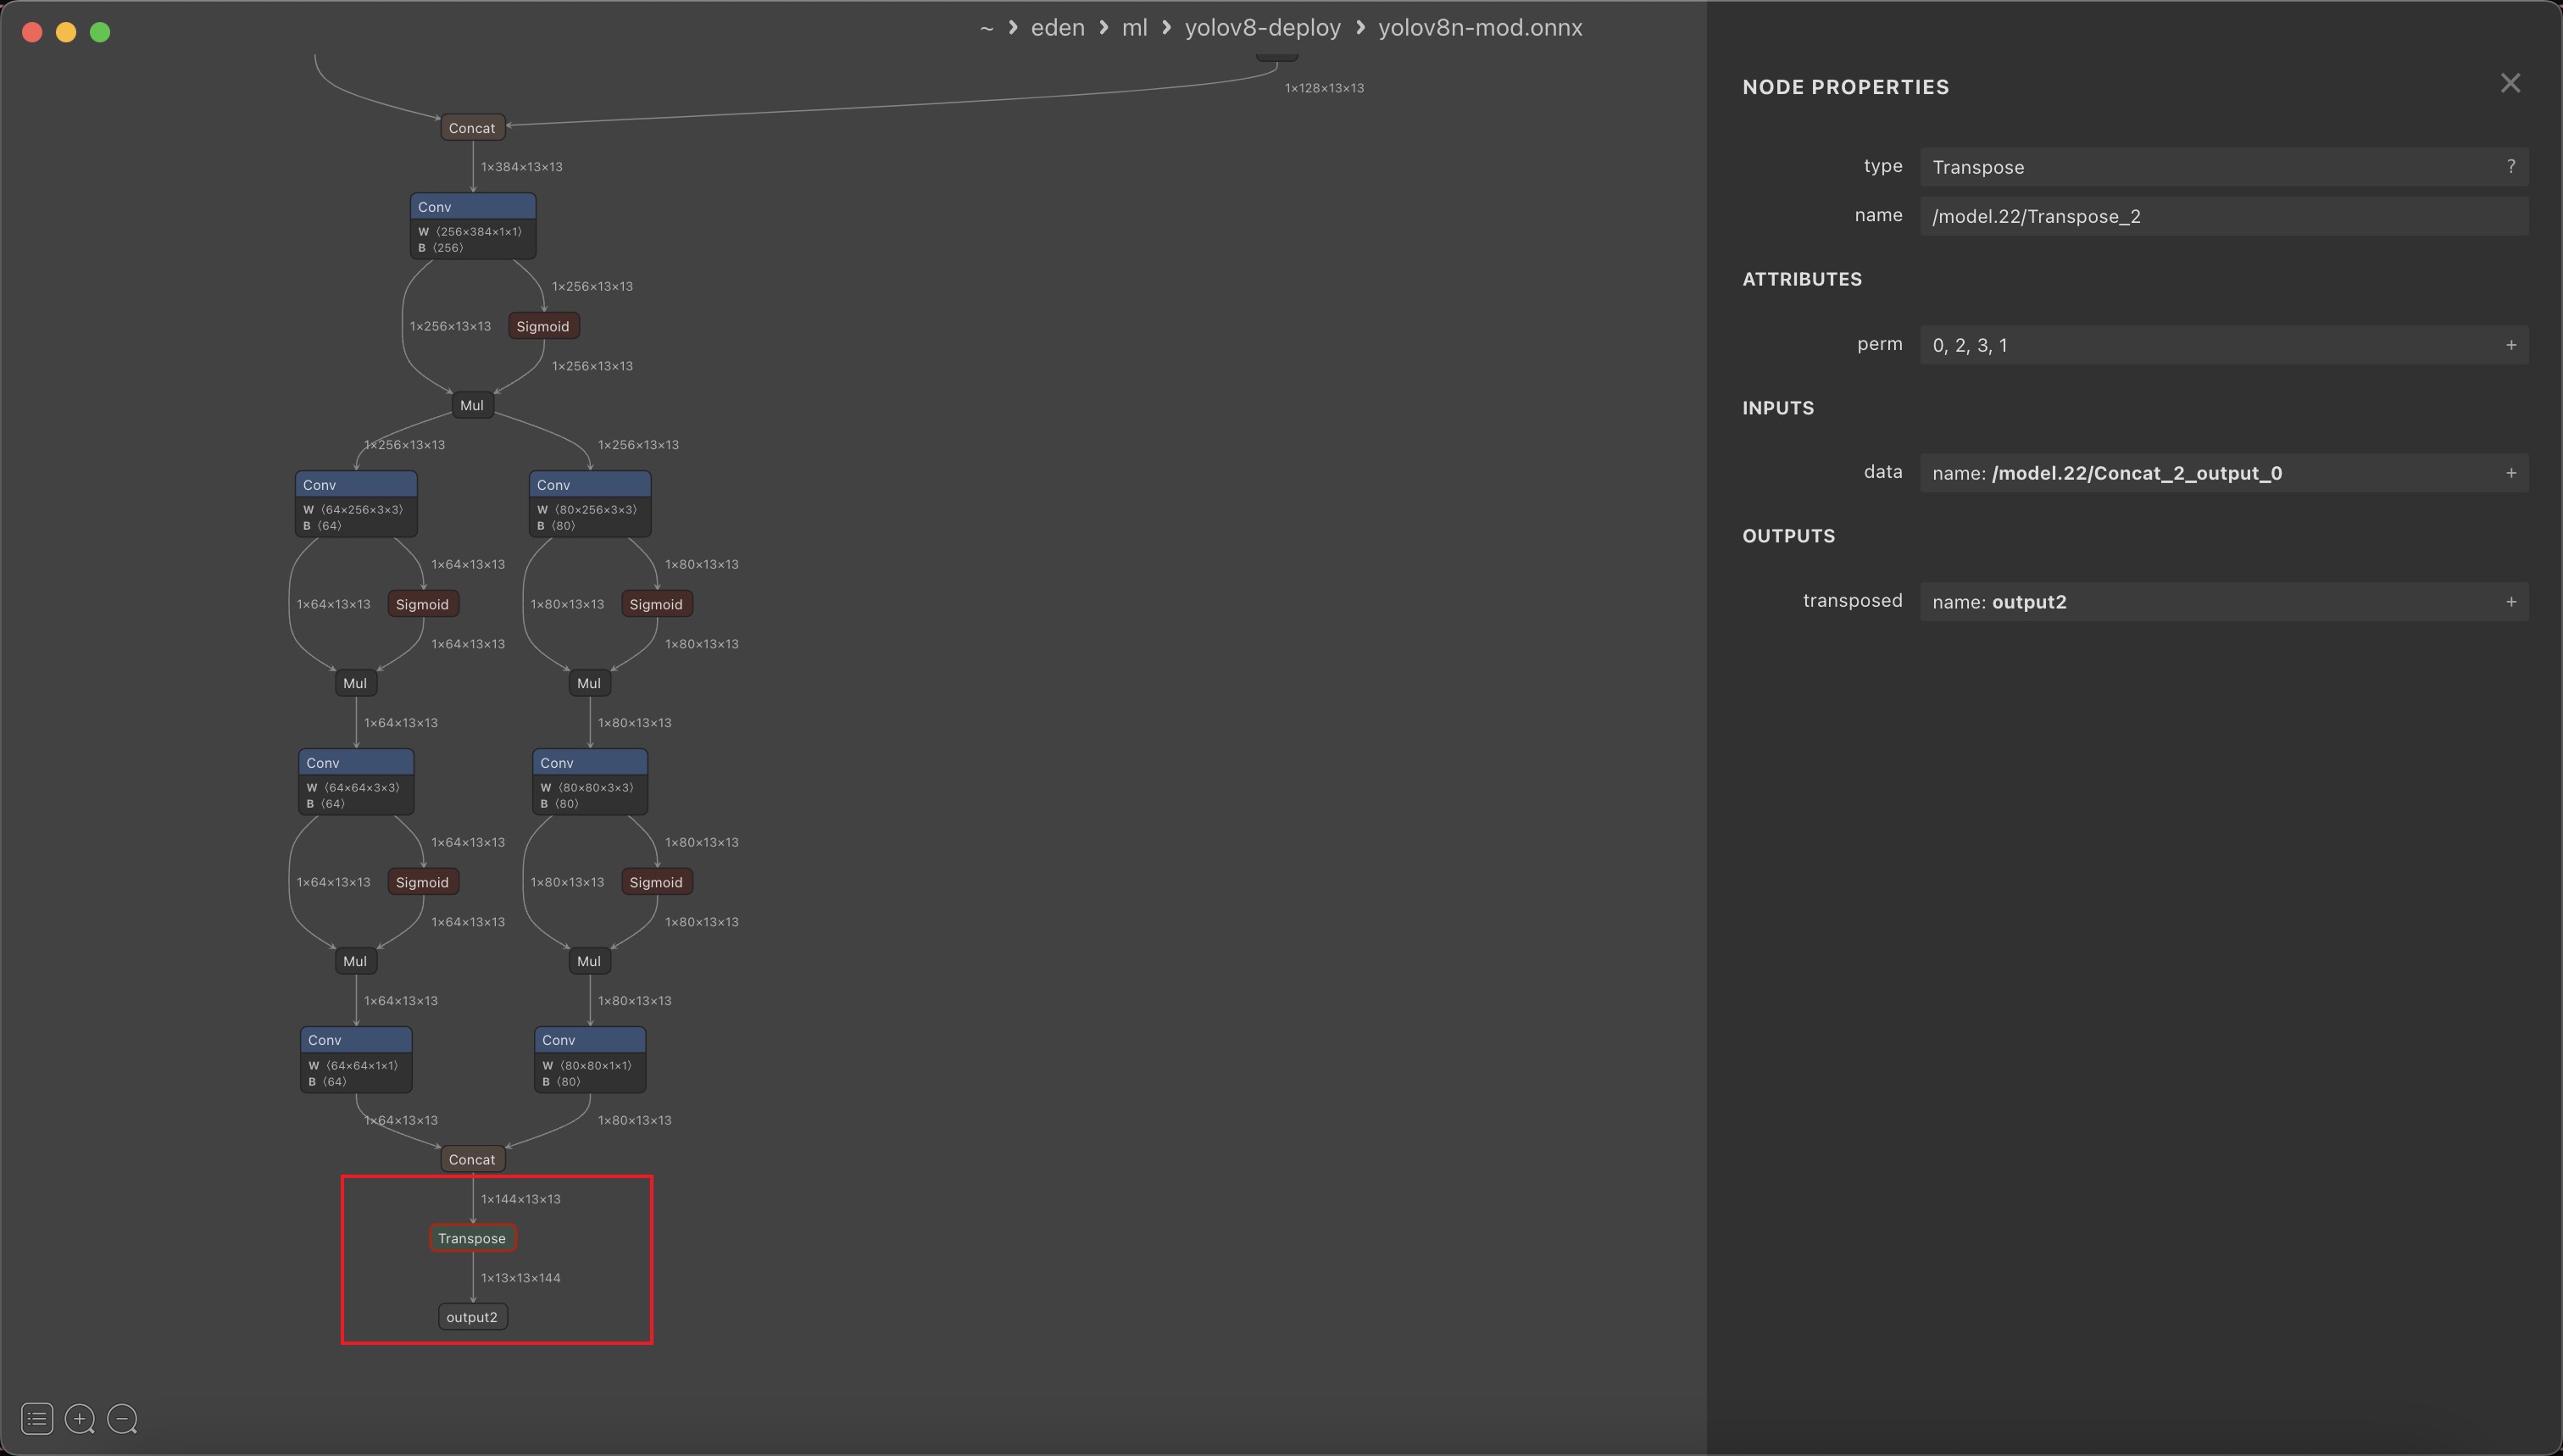 ~ › eden › ml › yolov8-deploy › yolov8n-mod.onnx
1×128×13×13
Concat
1×384×13×13
Conv
W ⟨256×384×1×1⟩
B ⟨256⟩
1×256×13×13
1×256×13×13
Sigmoid
1×256×13×13
Mul
1×256×13×13
1×256×13×13
Conv
W ⟨64×256×3×3⟩
B ⟨64⟩
Conv
W ⟨80×256×3×3⟩
B ⟨80⟩
1×64×13×13
1×80×13×13
1×64×13×13
Sigmoid
1×80×13×13
Sigmoid
1×64×13×13
1×80×13×13
Mul
Mul
1×64×13×13
1×80×13×13
Conv
W ⟨64×64×3×3⟩
B ⟨64⟩
Conv
W ⟨80×80×3×3⟩
B ⟨80⟩
1×64×13×13
1×80×13×13
1×64×13×13
Sigmoid
1×80×13×13
Sigmoid
1×64×13×13
1×80×13×13
Mul
Mul
1×64×13×13
1×80×13×13
Conv
W ⟨64×64×1×1⟩
B ⟨64⟩
Conv
W ⟨80×80×1×1⟩
B ⟨80⟩
1×64×13×13
1×80×13×13
Concat
1×144×13×13
Transpose
1×13×13×144
output2
NODE PROPERTIES
type Transpose ?
name /model.22/Transpose_2
ATTRIBUTES
perm 0, 2, 3, 1 +
INPUTS
data name: /model.22/Concat_2_output_0 +
OUTPUTS
transposed name: output2 +